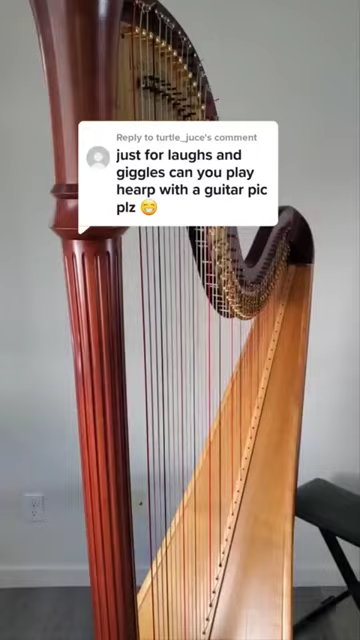 Reply to turtle_juce's comment
just for laughs and
giggles can you play
hearp with a guitar pic
plz 😁